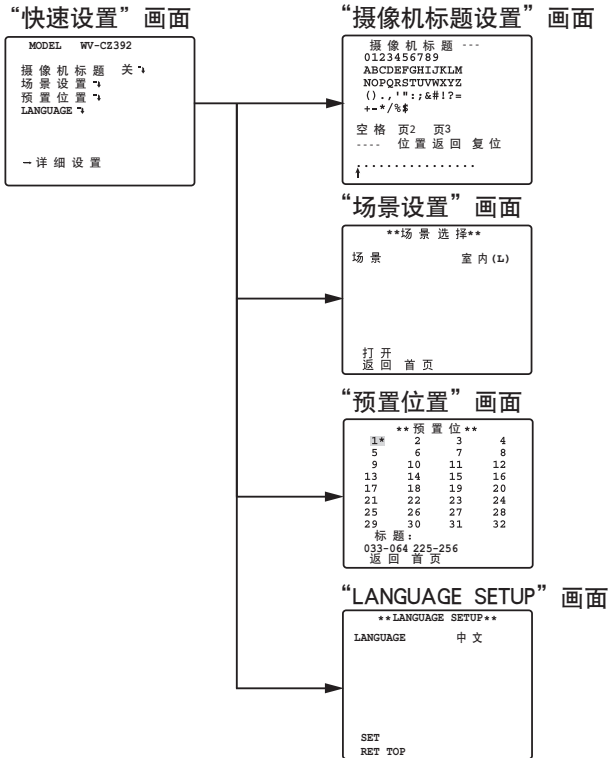 “快速设置” 画面
MODEL WV-CZ392
摄像机标题 关
场景设置
预置位置
LANGUAGE
详细设置
“摄像机标题设置” 画面
摄像机标题 ---
0123456789
ABCDEFGHIJKLM
NOPQRSTUVWXYZ
().,'":;&#!?=
+-*/%$
空格 页2 页3
---- 位置返回 复位
................
“场景设置” 画面
**场景选择**
场景 室内(L)
打开
返回 首页
“预置位置” 画面
**预置位**
1* 2 3 4
5 6 7 8
9 10 11 12
13 14 15 16
17 18 19 20
21 22 23 24
25 26 27 28
29 30 31 32
标题:
033-064 225-256
返回 首页
“LANGUAGE SETUP” 画面
**LANGUAGE SETUP**
LANGUAGE 中文
SET
RET TOP